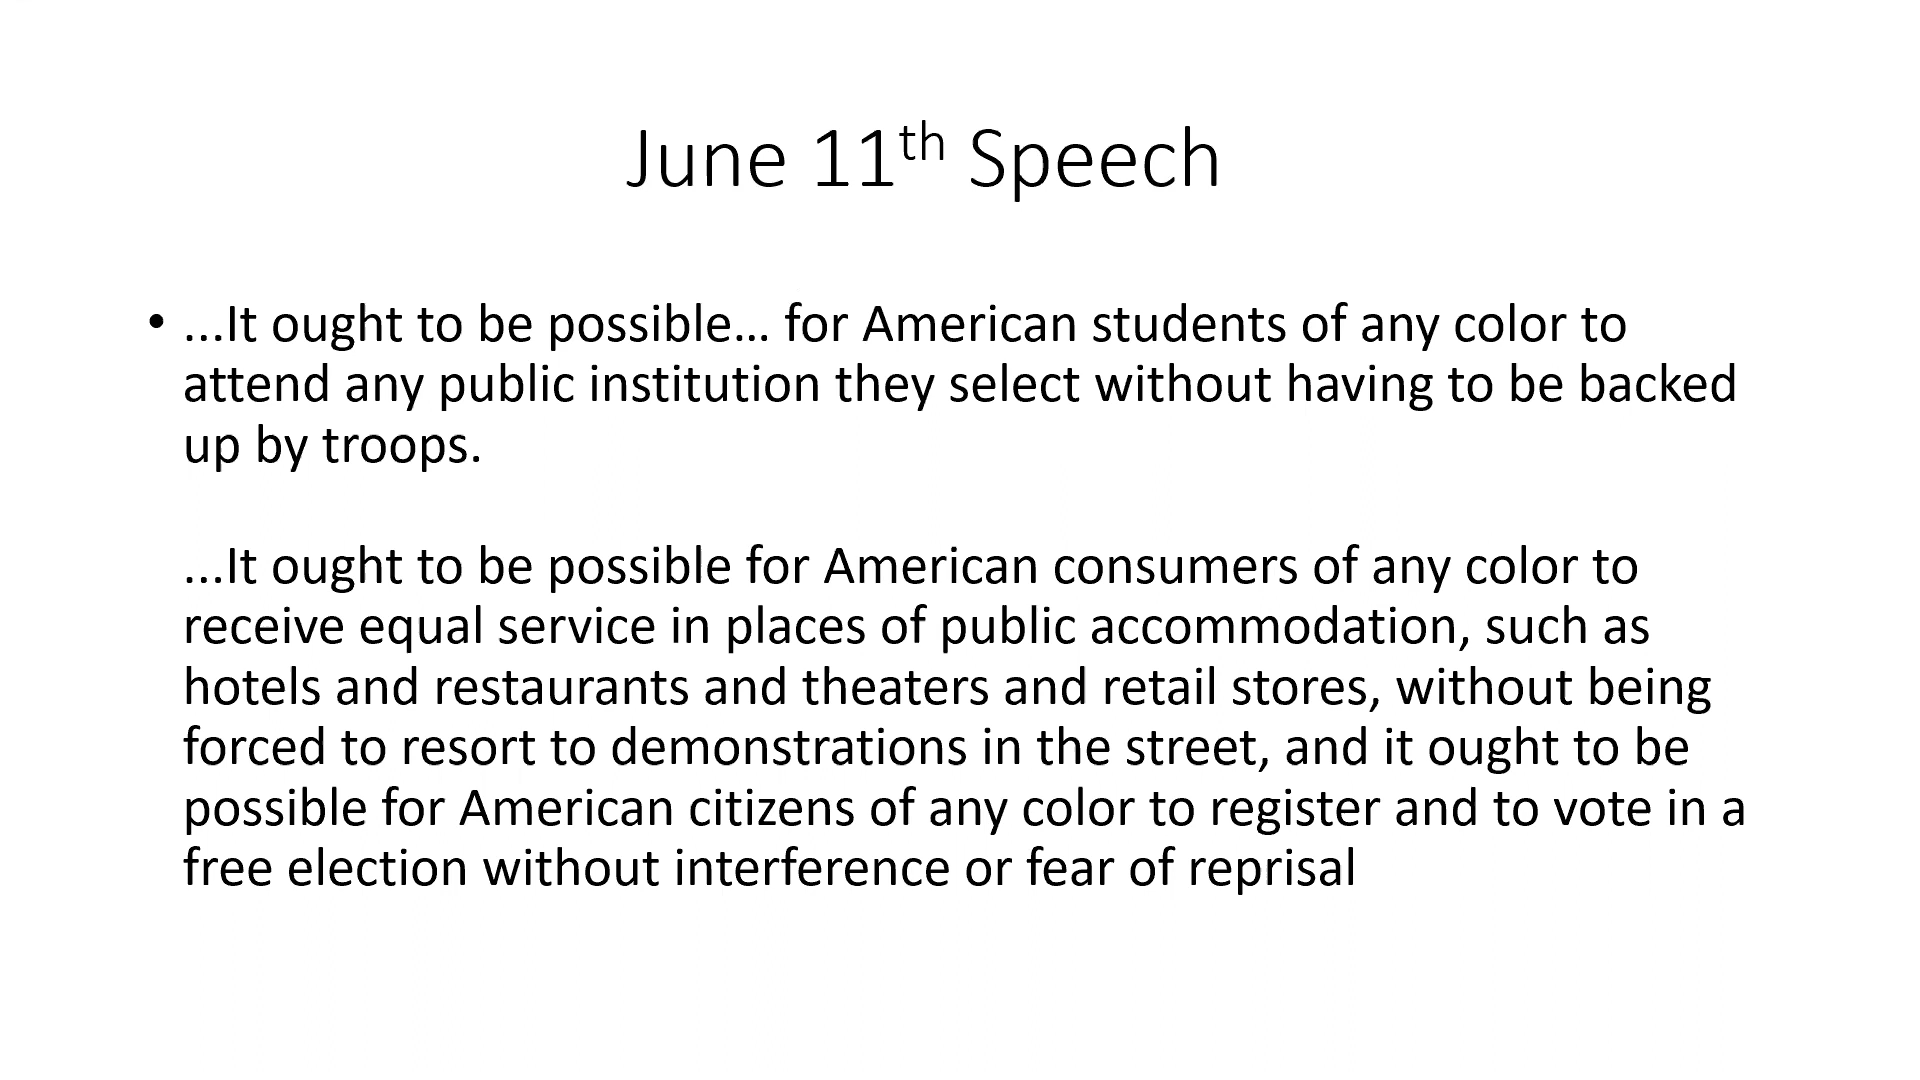 June 11th Speech
• ...It ought to be possible… for American students of any color to
attend any public institution they select without having to be backed
up by troops.
...It ought to be possible for American consumers of any color to
receive equal service in places of public accommodation, such as
hotels and restaurants and theaters and retail stores, without being
forced to resort to demonstrations in the street, and it ought to be
possible for American citizens of any color to register and to vote in a
free election without interference or fear of reprisal